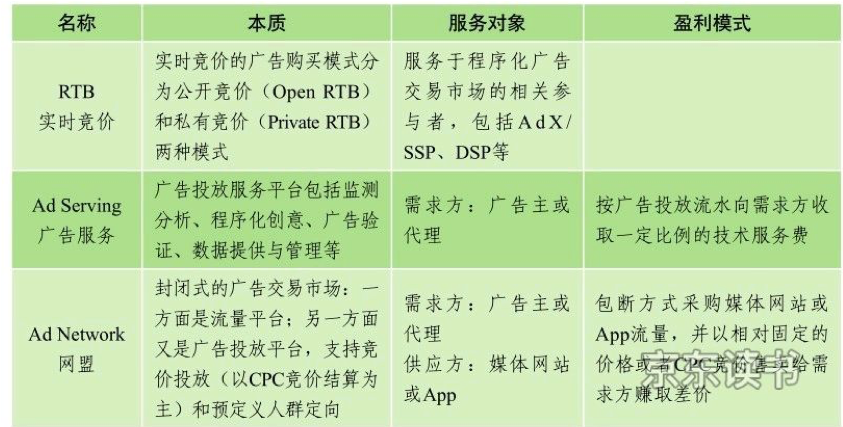 名称 本质 服务对象 盈利模式
RTB
实时竞价
实时竞价的广告购买模式分
为公开竞价（Open RTB）
和私有竞价（Private RTB）
两种模式
服务于程序化广告
交易市场的相关参
与者，包括AdX/
SSP、DSP等
Ad Serving
广告服务
广告投放服务平台包括监测
分析、程序化创意、广告验
证、数据提供与管理等
需求方：广告主或
代理
按广告投放流水向需求方收
取一定比例的技术服务费
Ad Network
网盟
封闭式的广告交易市场：一
方面是流量平台；另一方面
又是广告投放平台，支持竞
价投放（以CPC竞价结算为
主）和预定义人群定向
需求方：广告主或
代理
供应方：媒体网站
或App
包断方式采购媒体网站或
App流量，并以相对固定的
价格或者CPC竞价售卖给需
求方赚取差价
京东读书